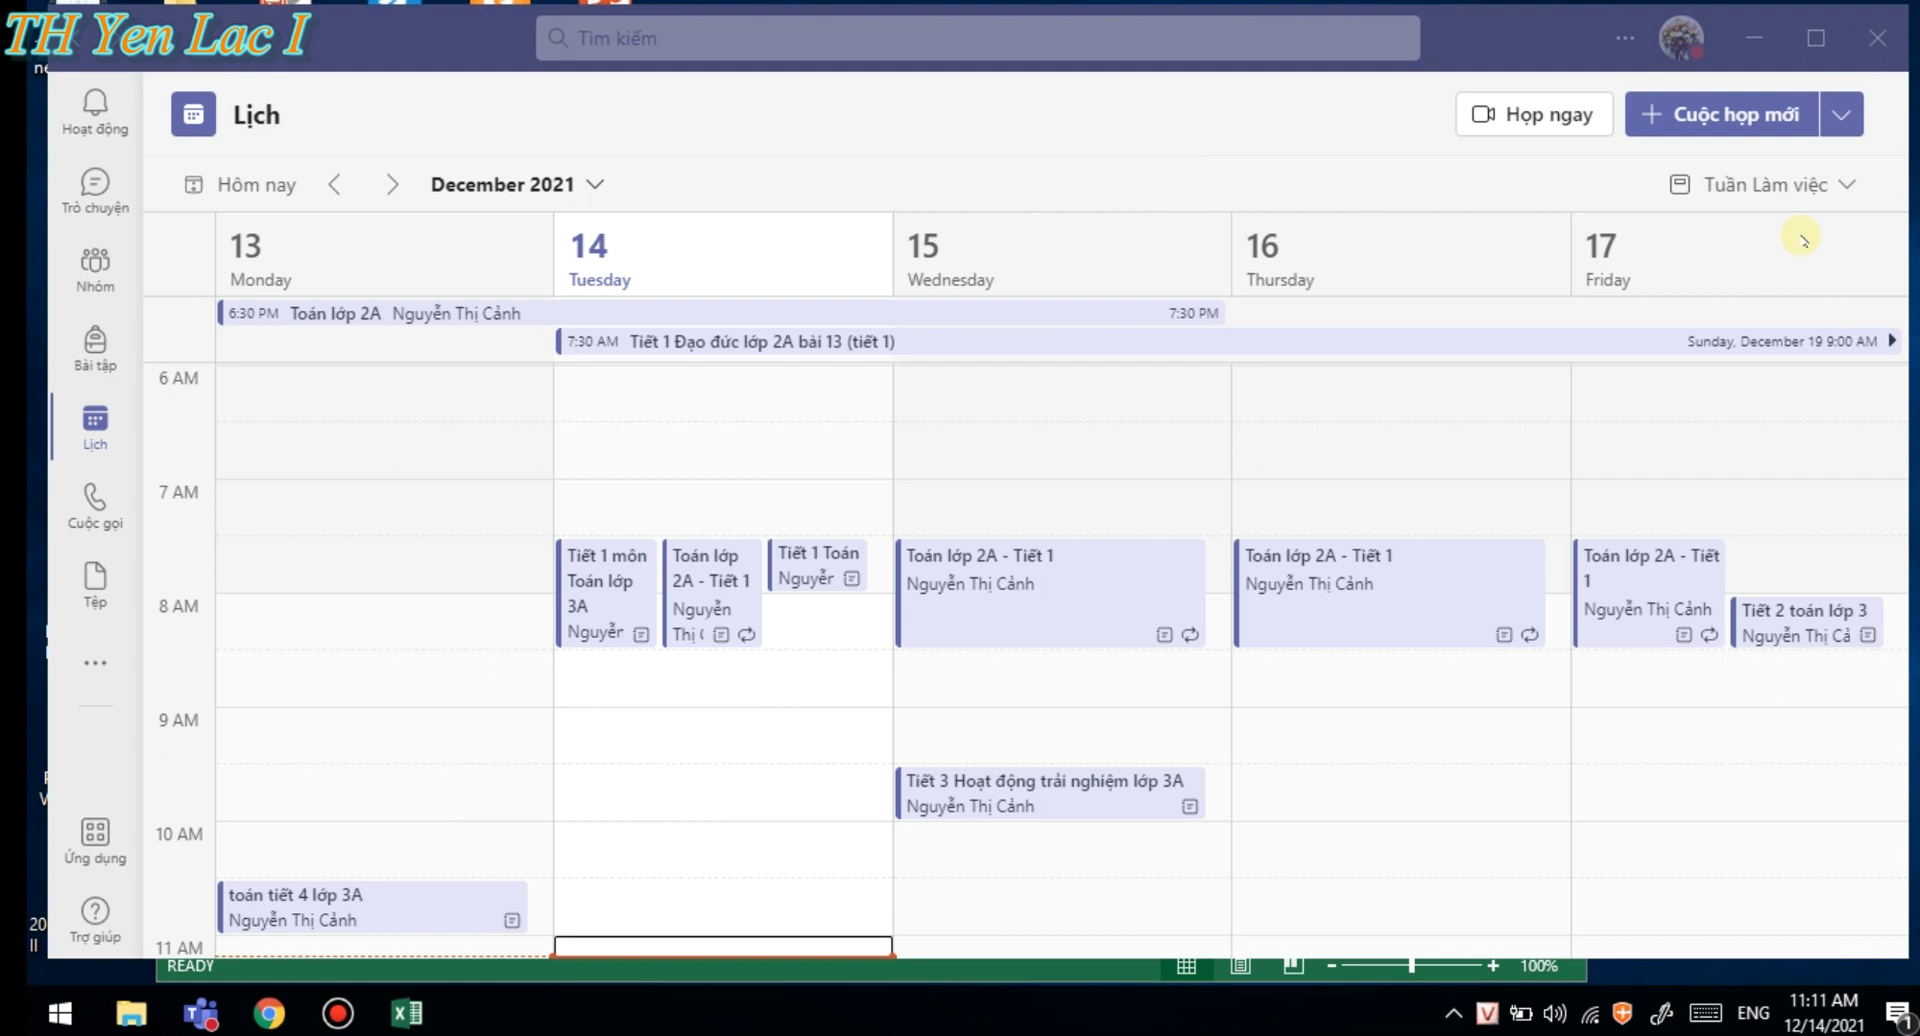 TH Yen Lac I
Tìm kiếm
Hoạt động
Trò chuyện
Nhóm
Bài tập
Lịch
Cuộc gọi
Tệp
Ứng dụng
Trợ giúp
Lịch
Họp ngay
Cuộc họp mới
Hôm nay
December 2021
Tuần Làm việc
13
Monday
14
Tuesday
15
Wednesday
16
Thursday
17
Friday
6:30 PM Toán lớp 2A Nguyễn Thị Cảnh 7:30 PM
7:30 AM Tiết 1 Đạo đức lớp 2A bài 13 (tiết 1) Sunday, December 19 9:00 AM
6 AM
7 AM
8 AM
9 AM
10 AM
11 AM
toán tiết 4 lớp 3A
Nguyễn Thị Cảnh
Tiết 1 môn
Toán lớp
3A
Nguyễn
Toán lớp
2A - Tiết 1
Nguyễn
Thị
Tiết 1 Toán
Nguyễn
Toán lớp 2A - Tiết 1
Nguyễn Thị Cảnh
Tiết 3 Hoạt động trải nghiệm lớp 3A
Nguyễn Thị Cảnh
Toán lớp 2A - Tiết 1
Nguyễn Thị Cảnh
Toán lớp 2A - Tiết
1
Nguyễn Thị Cảnh
Tiết 2 toán lớp 3
Nguyễn Thị Cả
READY
100%
ENG
11:11 AM
12/14/2021
1